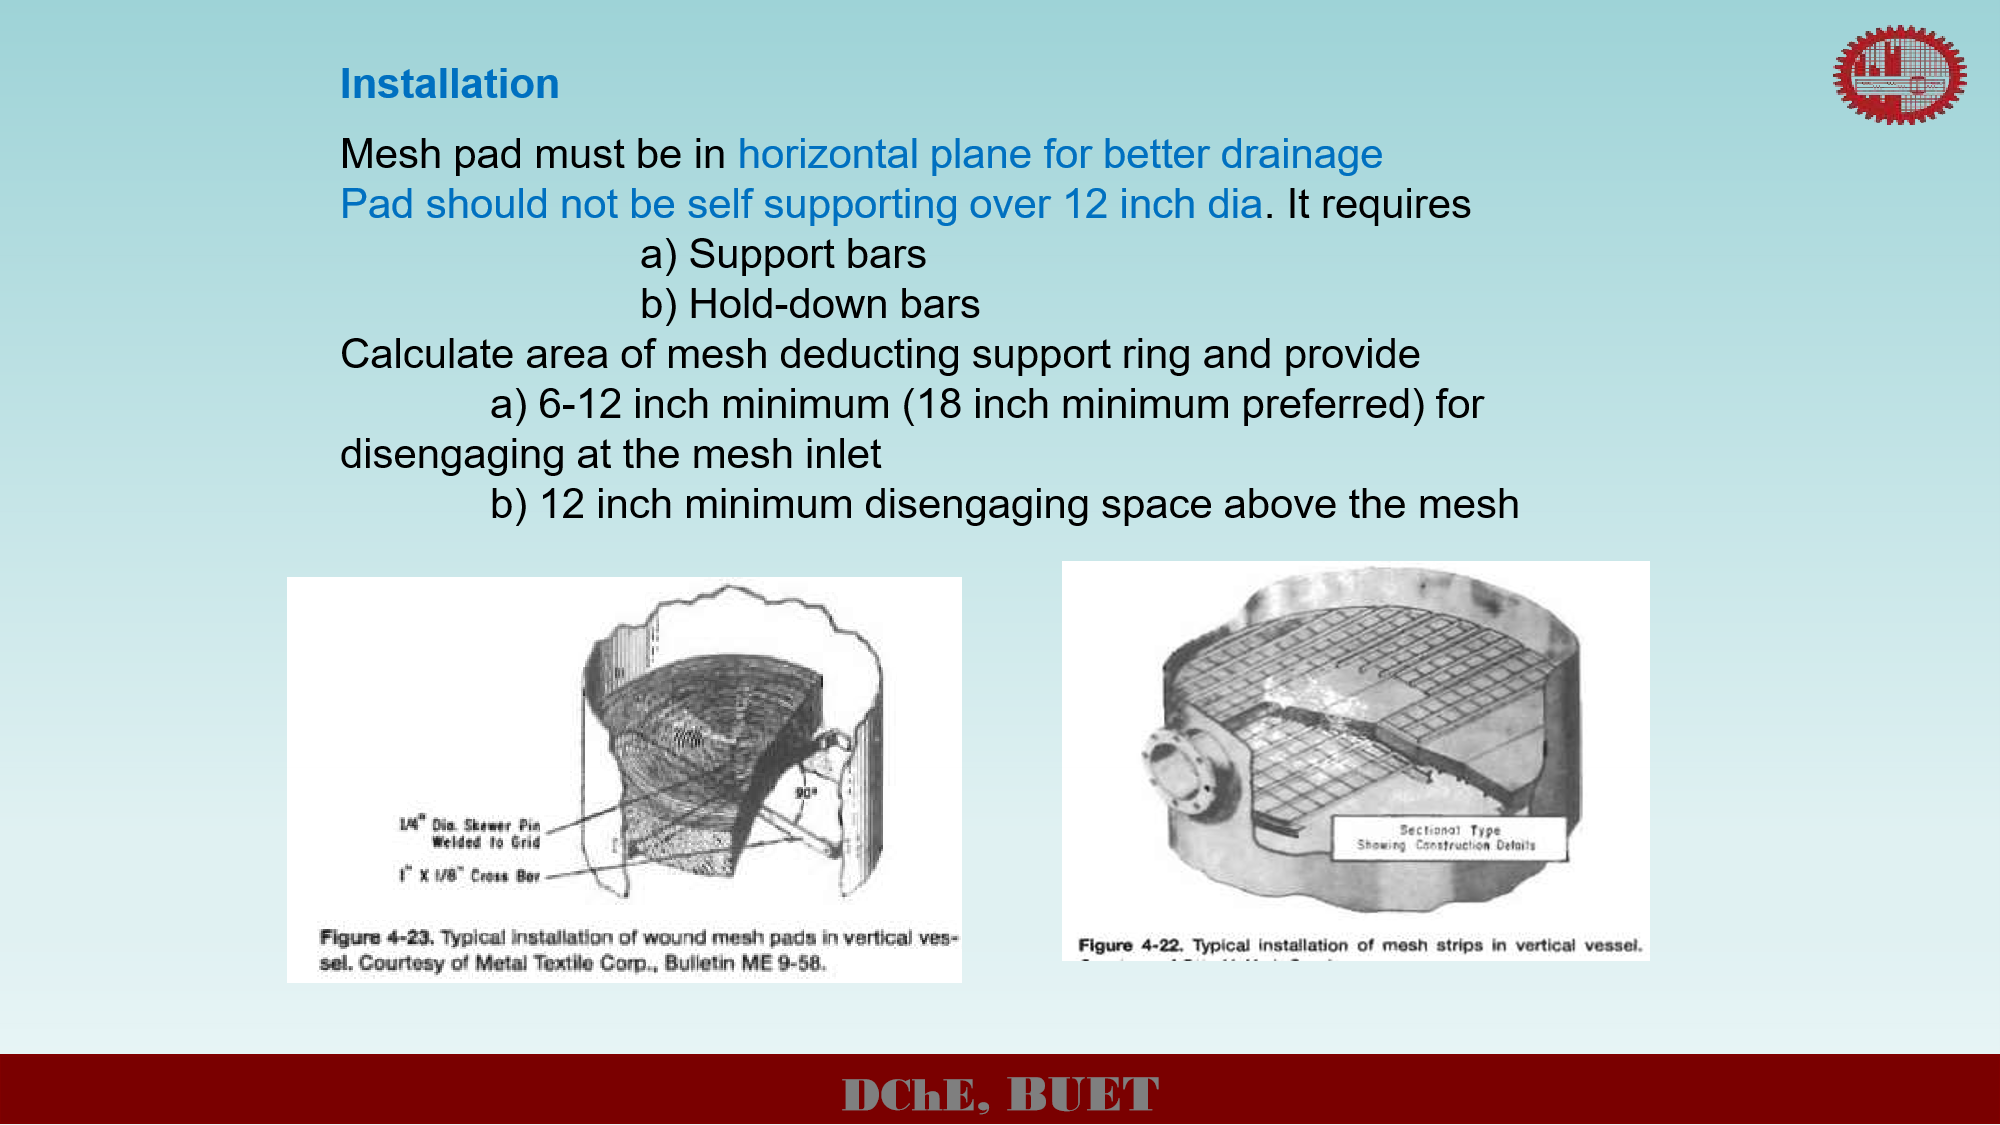 Installation
Mesh pad must be in horizontal plane for better drainage
Pad should not be self supporting over 12 inch dia. It requires
a) Support bars
b) Hold-down bars
Calculate area of mesh deducting support ring and provide
a) 6-12 inch minimum (18 inch minimum preferred) for
disengaging at the mesh inlet
b) 12 inch minimum disengaging space above the mesh
90°
1/4" Dia. Skewer Pin
Welded to Grid
1" X 1/8" Cross Bar
Figure 4-23. Typical installation of wound mesh pads in vertical ves-
sel. Courtesy of Metal Textile Corp., Bulletin ME 9-58.
Sectional Type
Showing Construction Details
Figure 4-22. Typical installation of mesh strips in vertical vessel.
DChE, BUET